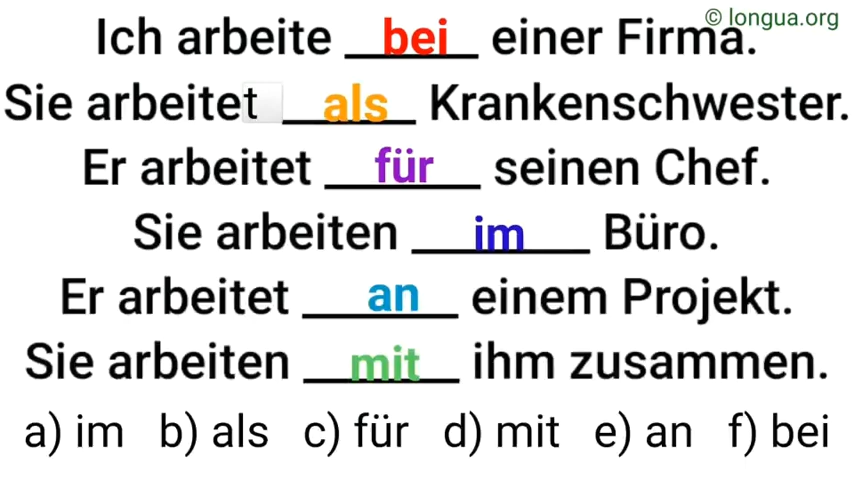 © longua.org
Ich arbeite bei einer Firma.
Sie arbeitet als Krankenschwester.
Er arbeitet für seinen Chef.
Sie arbeiten im Büro.
Er arbeitet an einem Projekt.
Sie arbeiten mit ihm zusammen.
a) im b) als c) für d) mit e) an f) bei